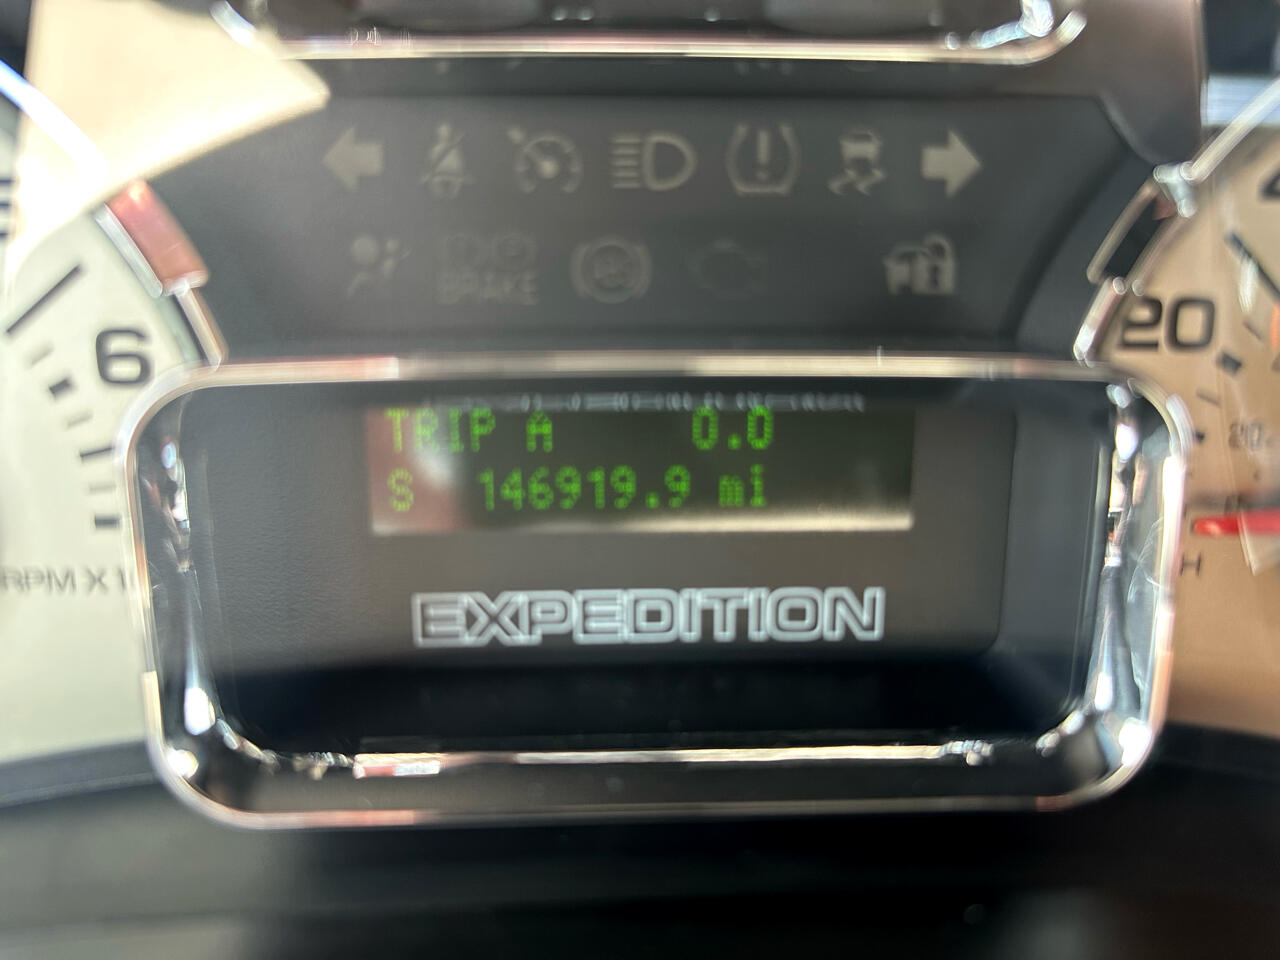 BRAKE
6
20
RPM X 1
TRIP A 0.0
S 146919.9 mi
H
EXPEDITION